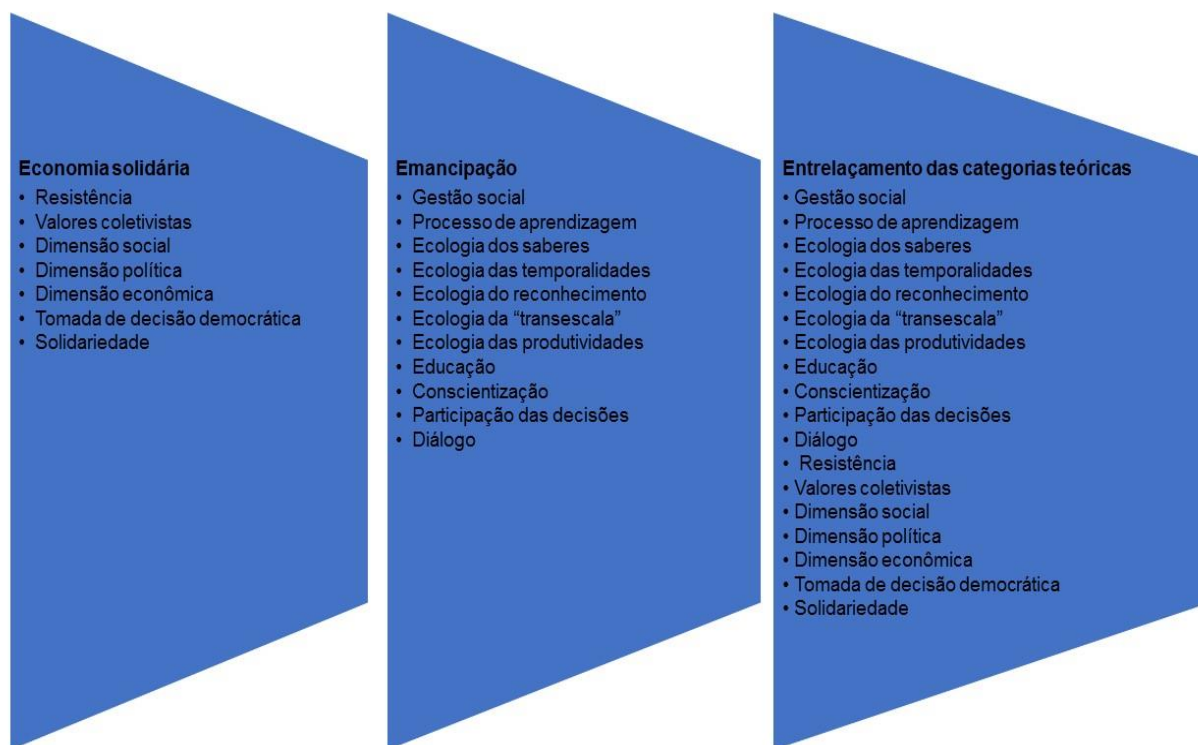 Economia solidária
• Resistência
• Valores coletivistas
• Dimensão social
• Dimensão política
• Dimensão econômica
• Tomada de decisão democrática
• Solidariedade
Emancipação
• Gestão social
• Processo de aprendizagem
• Ecologia dos saberes
• Ecologia das temporalidades
• Ecologia do reconhecimento
• Ecologia da “transescala”
• Ecologia das produtividades
• Educação
• Conscientização
• Participação das decisões
• Diálogo
Entrelaçamento das categorias teóricas
• Gestão social
• Processo de aprendizagem
• Ecologia dos saberes
• Ecologia das temporalidades
• Ecologia do reconhecimento
• Ecologia da “transescala”
• Ecologia das produtividades
• Educação
• Conscientização
• Participação das decisões
• Diálogo
• Resistência
• Valores coletivistas
• Dimensão social
• Dimensão política
• Dimensão econômica
• Tomada de decisão democrática
• Solidariedade